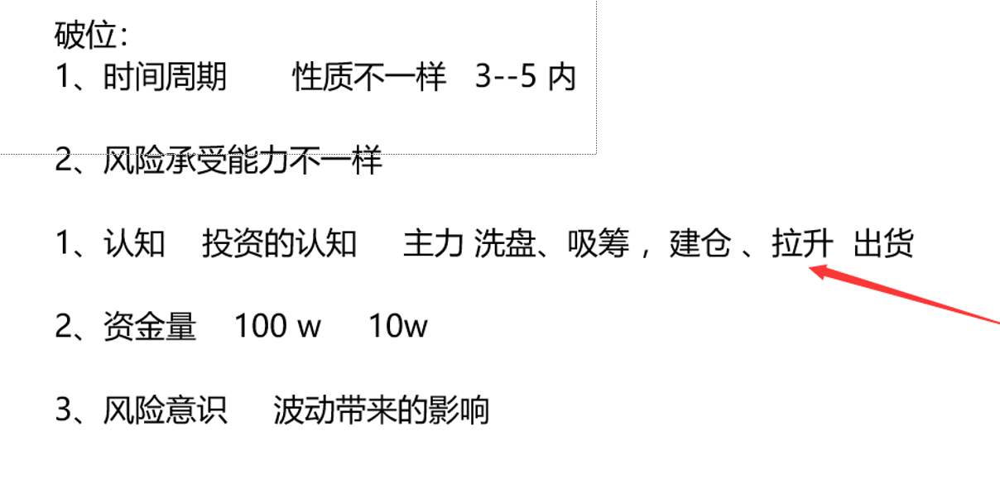 破位：
1、时间周期 性质不一样 3--5 内
2、风险承受能力不一样
1、认知 投资的认知 主力 洗盘、吸筹 ，建仓 、拉升 出货
2、资金量 100 w 10w
3、风险意识 波动带来的影响